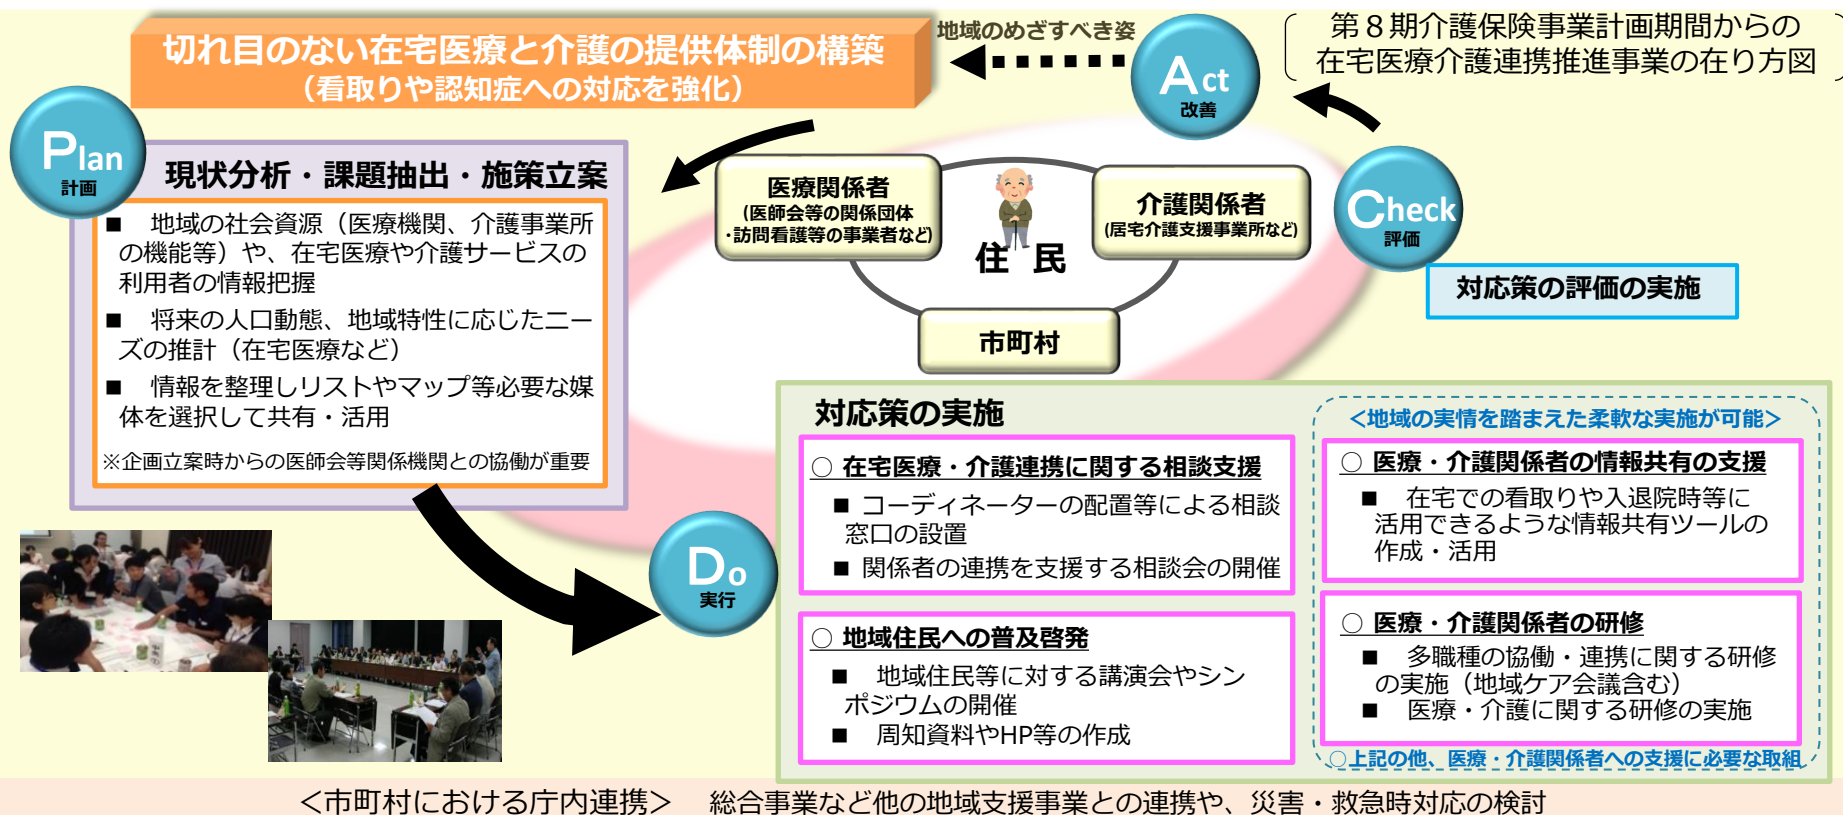 切れ目のない在宅医療と介護の提供体制の構築
（看取りや認知症への対応を強化）
地域のめざすべき姿
Act
改善
第８期介護保険事業計画期間からの
在宅医療介護連携推進事業の在り方図
Plan
計画
現状分析・課題抽出・施策立案
■ 地域の社会資源（医療機関、介護事業所
の機能等）や、在宅医療や介護サービスの
利用者の情報把握
■ 将来の人口動態、地域特性に応じたニー
ズの推計（在宅医療など）
■ 情報を整理しリストやマップ等必要な媒
体を選択して共有・活用
※企画立案時からの医師会等関係機関との協働が重要
医療関係者
(医師会等の関係団体
・訪問看護等の事業者など)
住 民
介護関係者
(居宅介護支援事業所など)
市町村
Check
評価
対応策の評価の実施
Do
実行
対応策の実施
○ 在宅医療・介護連携に関する相談支援
■ コーディネーターの配置等による相談
窓口の設置
■ 関係者の連携を支援する相談会の開催
○ 地域住民への普及啓発
■ 地域住民等に対する講演会やシン
ポジウムの開催
■ 周知資料やHP等の作成
＜地域の実情を踏まえた柔軟な実施が可能＞
○ 医療・介護関係者の情報共有の支援
■ 在宅での看取りや入退院時等に
活用できるような情報共有ツールの
作成・活用
○ 医療・介護関係者の研修
■ 多職種の協働・連携に関する研修
の実施（地域ケア会議含む）
■ 医療・介護に関する研修の実施
○上記の他、医療・介護関係者への支援に必要な取組
＜市町村における庁内連携＞ 総合事業など他の地域支援事業との連携や、災害・救急時対応の検討